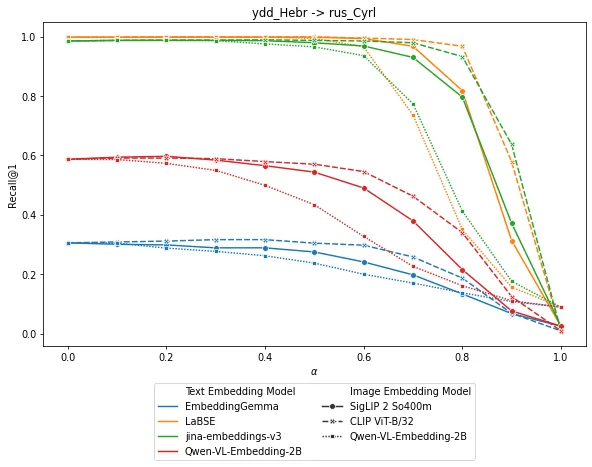 ydd_Hebr -> rus_Cyrl
Recall@1
1.0
0.8
0.6
0.4
0.2
0.0
0.0 0.2 0.4 0.6 0.8 1.0
α
Text Embedding Model
EmbeddingGemma
LaBSE
jina-embeddings-v3
Qwen-VL-Embedding-2B
Image Embedding Model
SigLIP 2 So400m
CLIP ViT-B/32
Qwen-VL-Embedding-2B